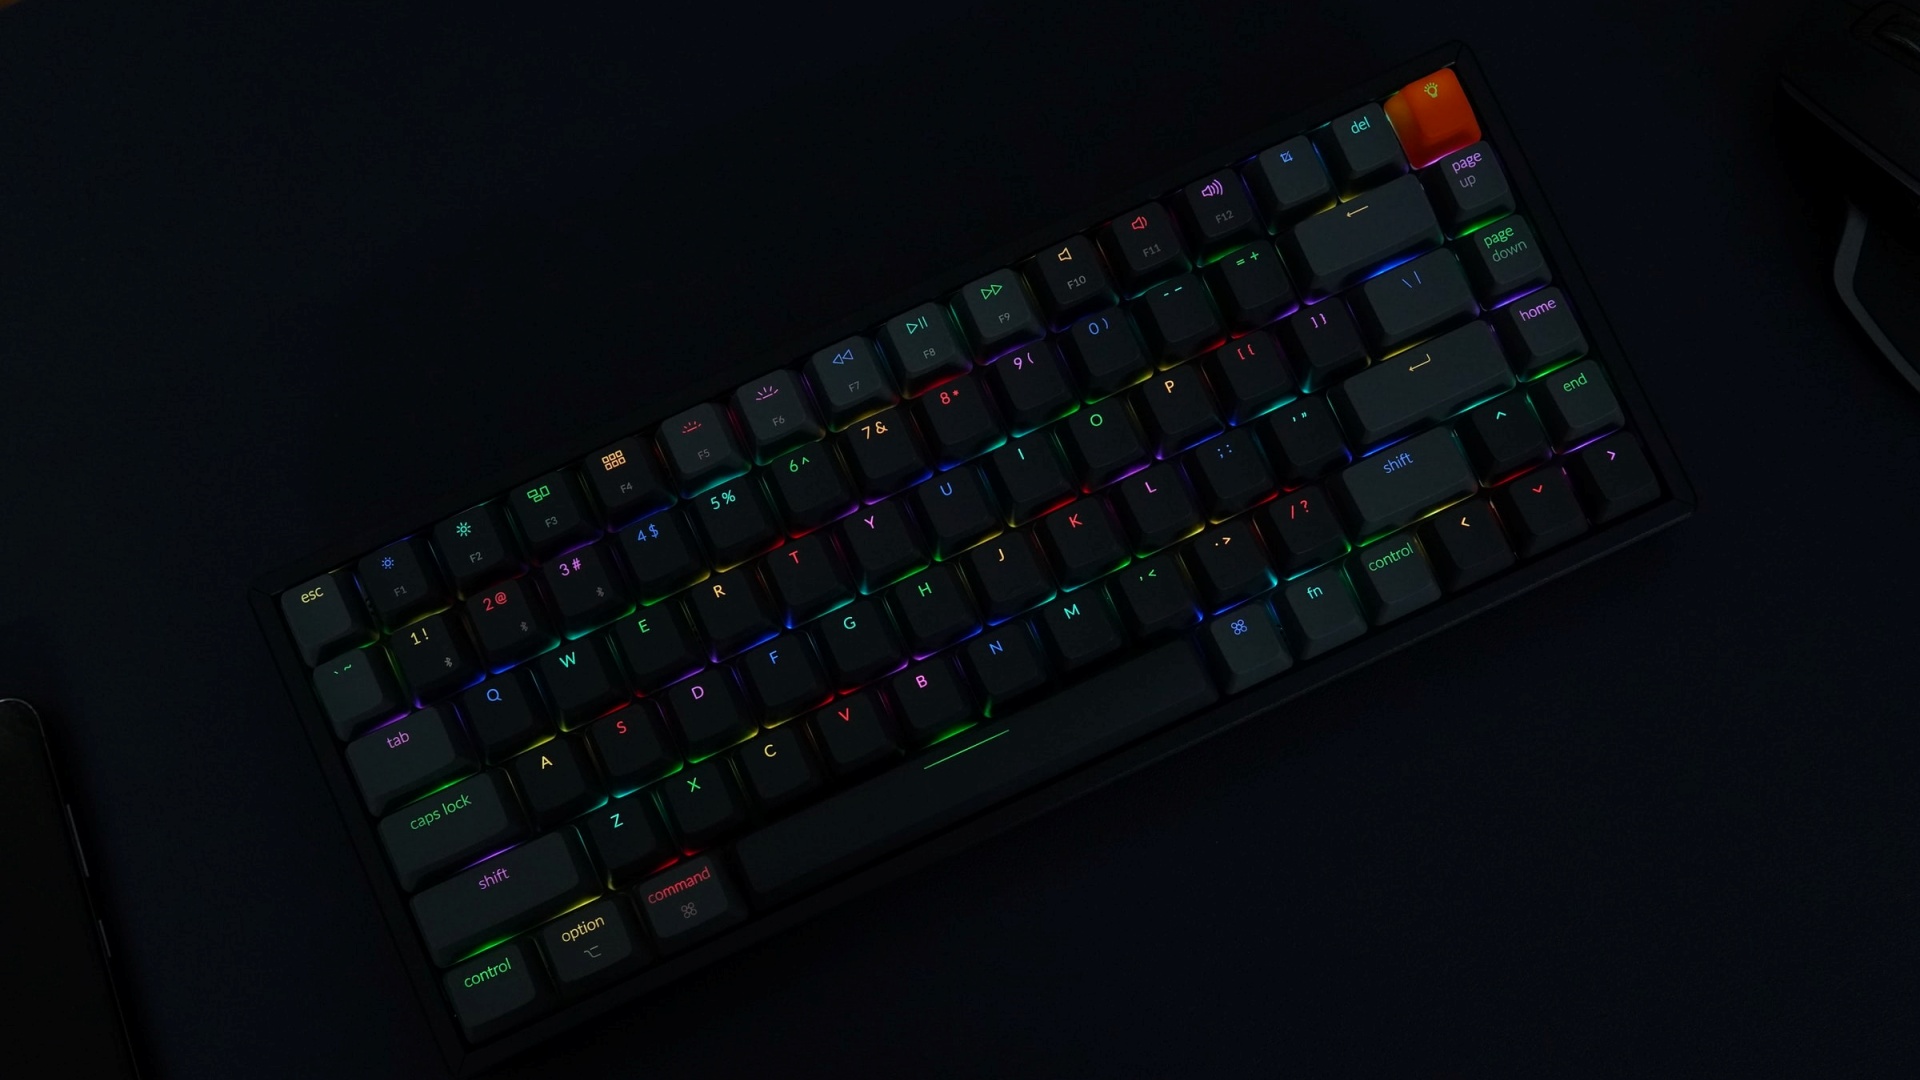 esc F1 F2 F3 F4 F5 F6 F7 F8 F9 F10 F11 F12 del
` ~ 1 ! 2 @ 3 # 4 $ 5 % 6 ^ 7 & 8 * 9 ( 0 ) - – = + ← page up
tab Q W E R T Y U I O P [ { ] } \ | page down
caps lock A S D F G H J K L ; : ' " home
shift Z X C V B N M , < . > / ? shift ^ end
control option ⌥ command ⌘ ⌘ fn control < ⌄ >